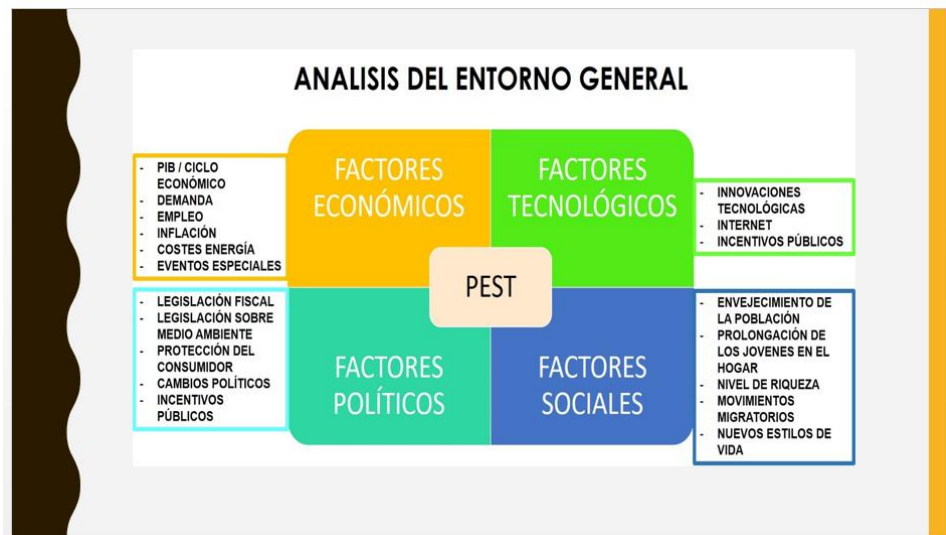 ANALISIS DEL ENTORNO GENERAL
- PIB / CICLO
ECONÓMICO
- DEMANDA
- EMPLEO
- INFLACIÓN
- COSTES ENERGÍA
- EVENTOS ESPECIALES
FACTORES
ECONÓMICOS
FACTORES
TECNOLÓGICOS
- INNOVACIONES
TECNOLÓGICAS
- INTERNET
- INCENTIVOS PÚBLICOS
PEST
- LEGISLACIÓN FISCAL
- LEGISLACIÓN SOBRE
MEDIO AMBIENTE
- PROTECCIÓN DEL
CONSUMIDOR
- CAMBIOS POLÍTICOS
- INCENTIVOS
PÚBLICOS
FACTORES
POLÍTICOS
FACTORES
SOCIALES
- ENVEJECIMIENTO DE
LA POBLACIÓN
- PROLONGACIÓN DE
LOS JOVENES EN EL
HOGAR
- NIVEL DE RIQUEZA
- MOVIMIENTOS
MIGRATORIOS
- NUEVOS ESTILOS DE
VIDA